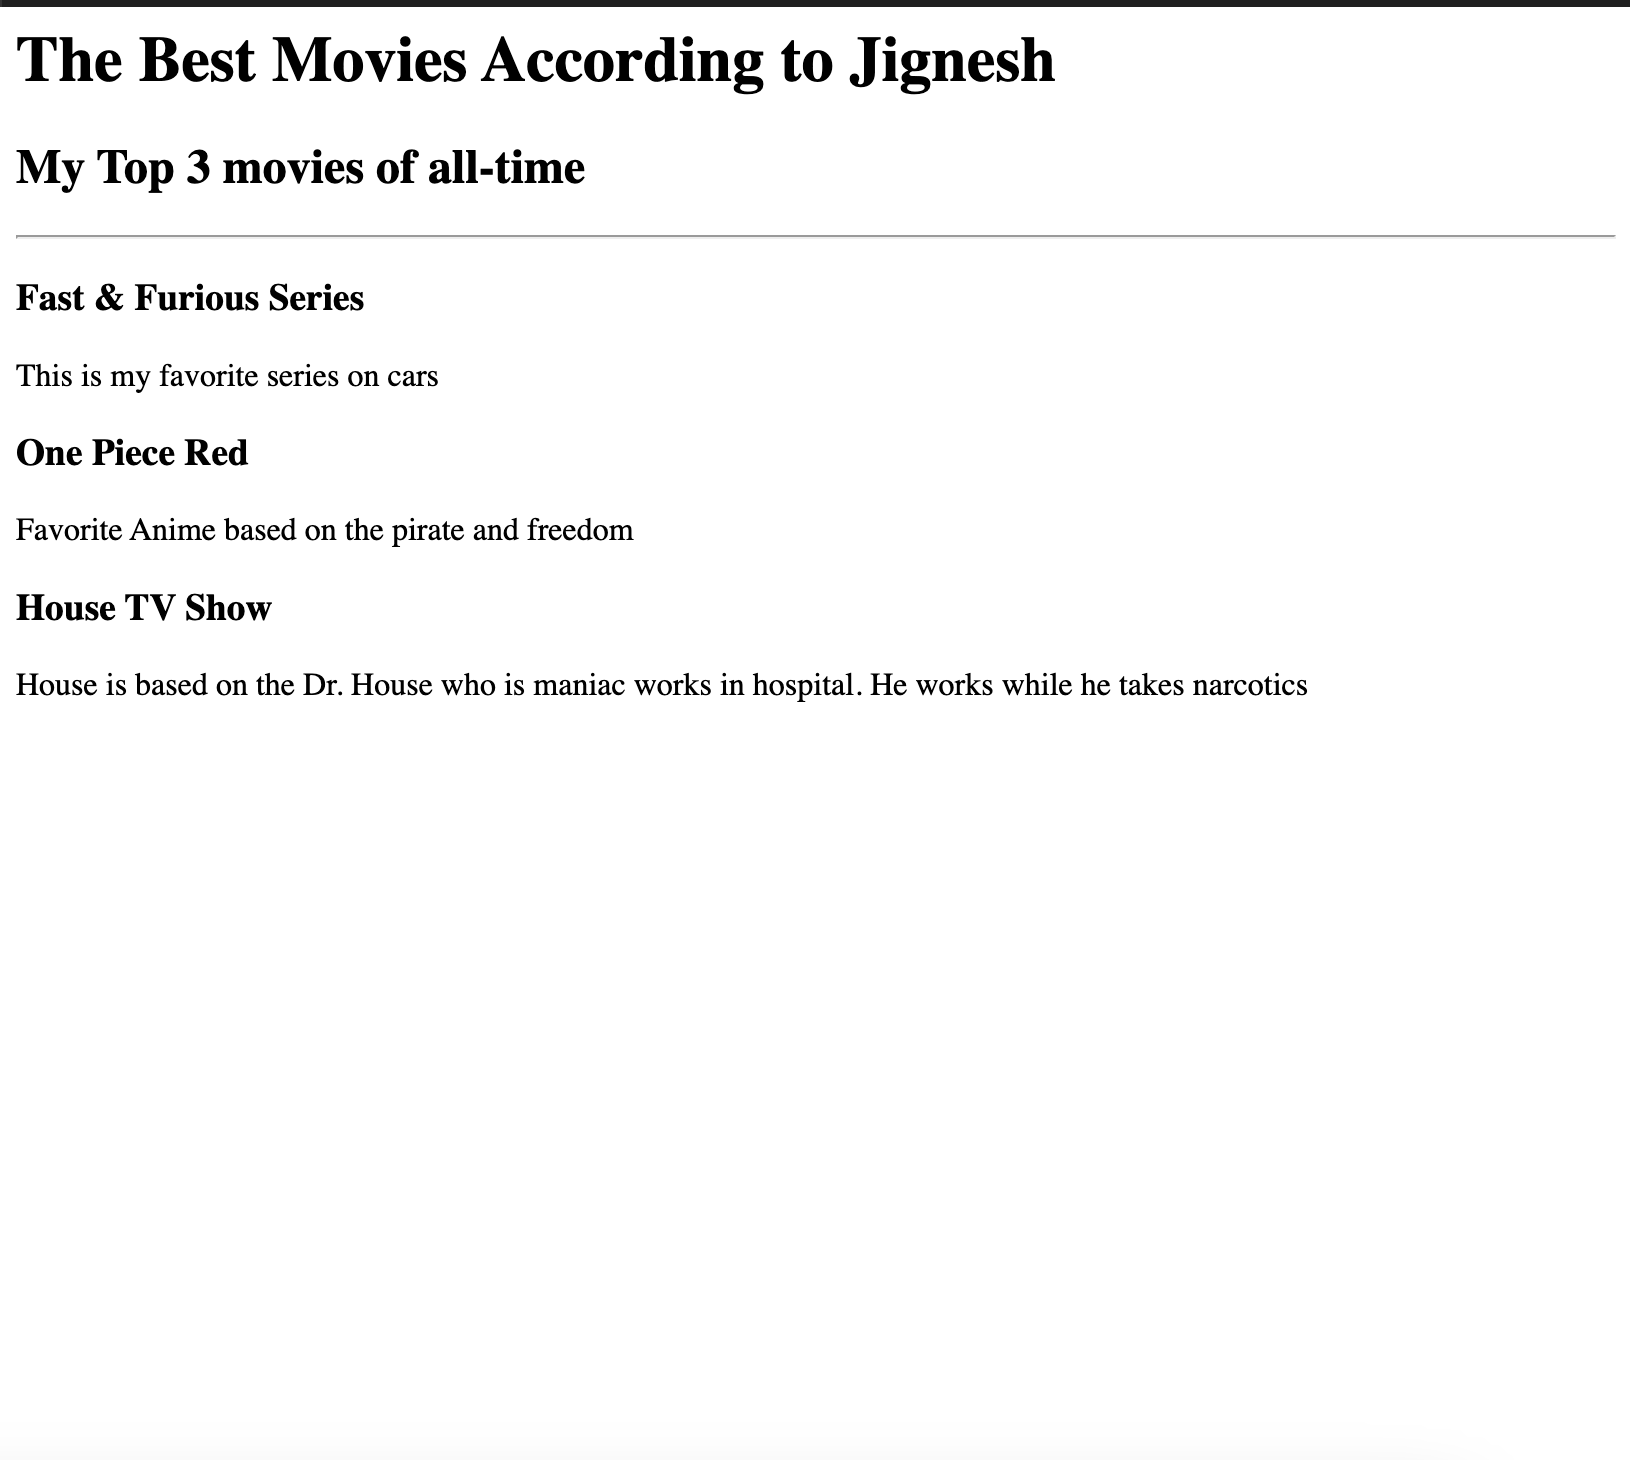 The Best Movies According to Jignesh
My Top 3 movies of all-time
Fast & Furious Series
This is my favorite series on cars
One Piece Red
Favorite Anime based on the pirate and freedom
House TV Show
House is based on the Dr. House who is maniac works in hospital. He works while he takes narcotics